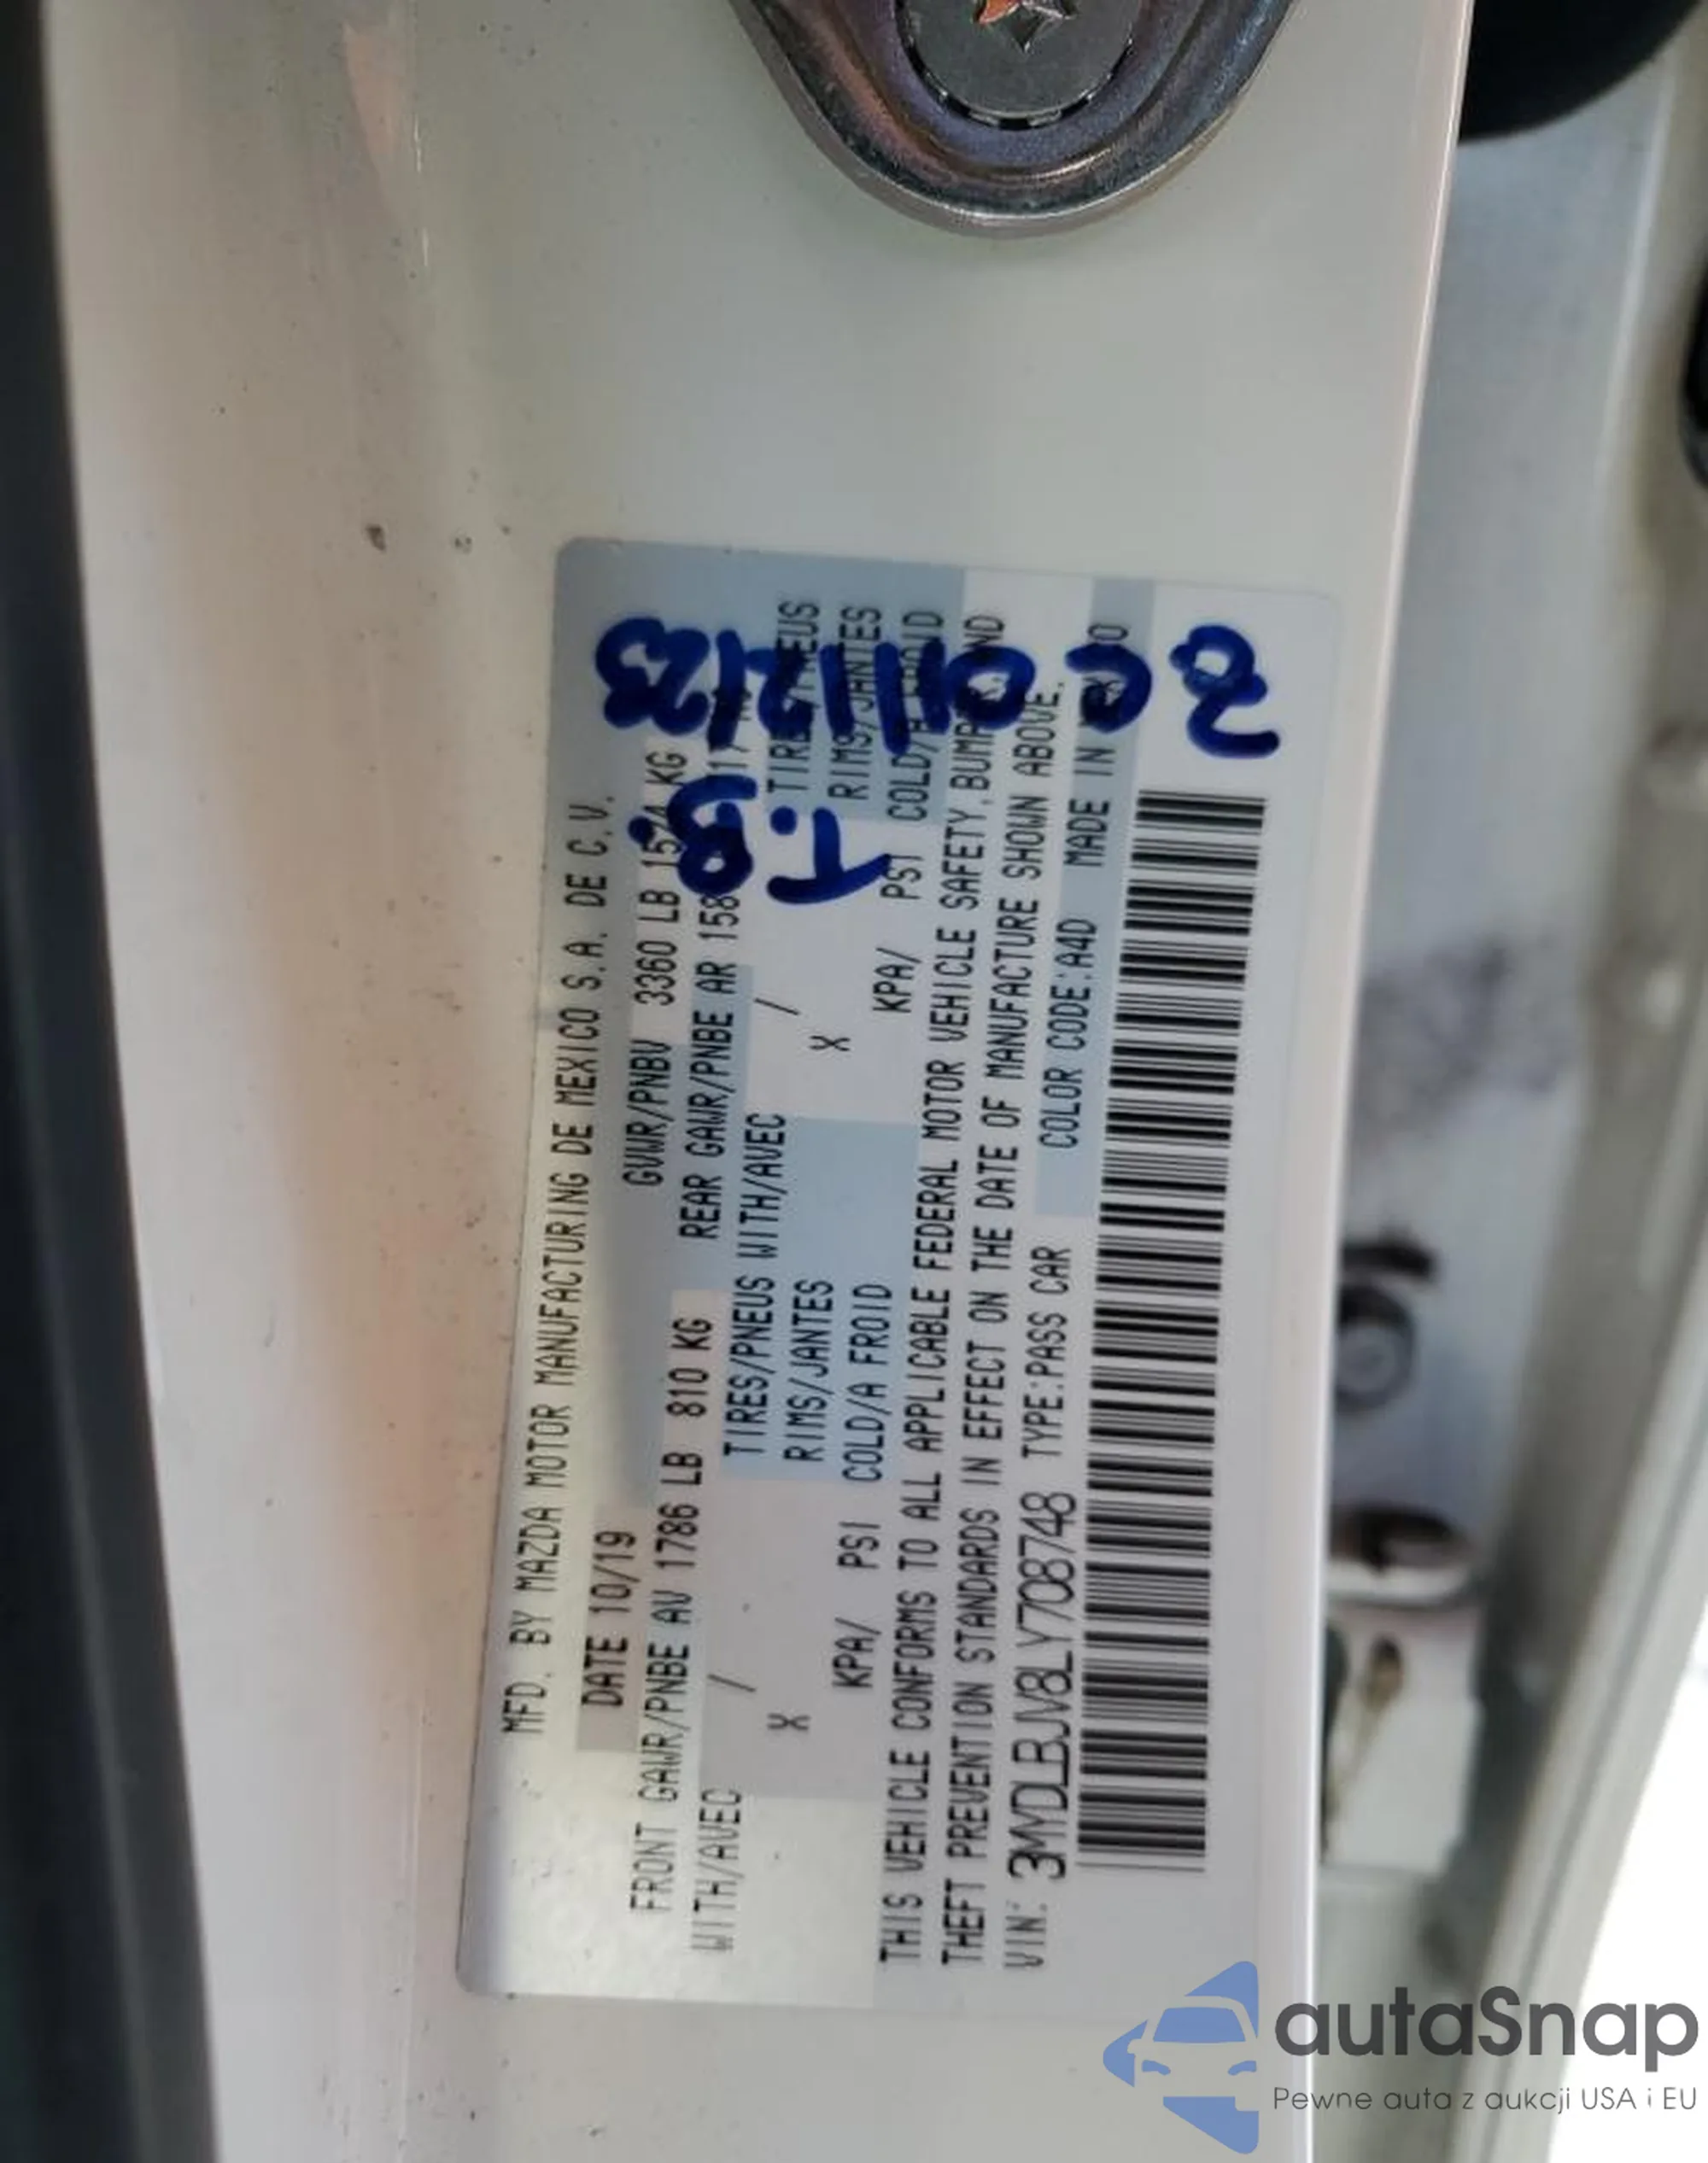 MFD. BY MAZDA MOTOR MANUFACTURING DE MEXICO S.A. DE C.V.
DATE 10/19 GVWR/PNBV 3360 LB 1524 KG
FRONT GAWR/PNBE AV 1786 LB 810 KG REAR GAWR/PNBE AR
WITH/AVEC / TIRES/PNEUS WITH/AVEC / TIRES/PNEUS
X RIMS/JANTES X RIMS/JANTES
KPA/ PSI COLD/A FROID KPA/ PSI COLD/A FROID
THIS VEHICLE CONFORMS TO ALL APPLICABLE FEDERAL MOTOR VEHICLE SAFETY, BUMPER, AND
THEFT PREVENTION STANDARDS IN EFFECT ON THE DATE OF MANUFACTURE SHOWN ABOVE.
VIN: 3MYDLBJV8LY708748 TYPE:PASS CAR COLOR CODE:A4D MADE IN MEXICO
T.B.
autaSnap
Pewne auta z aukcji USA i EU